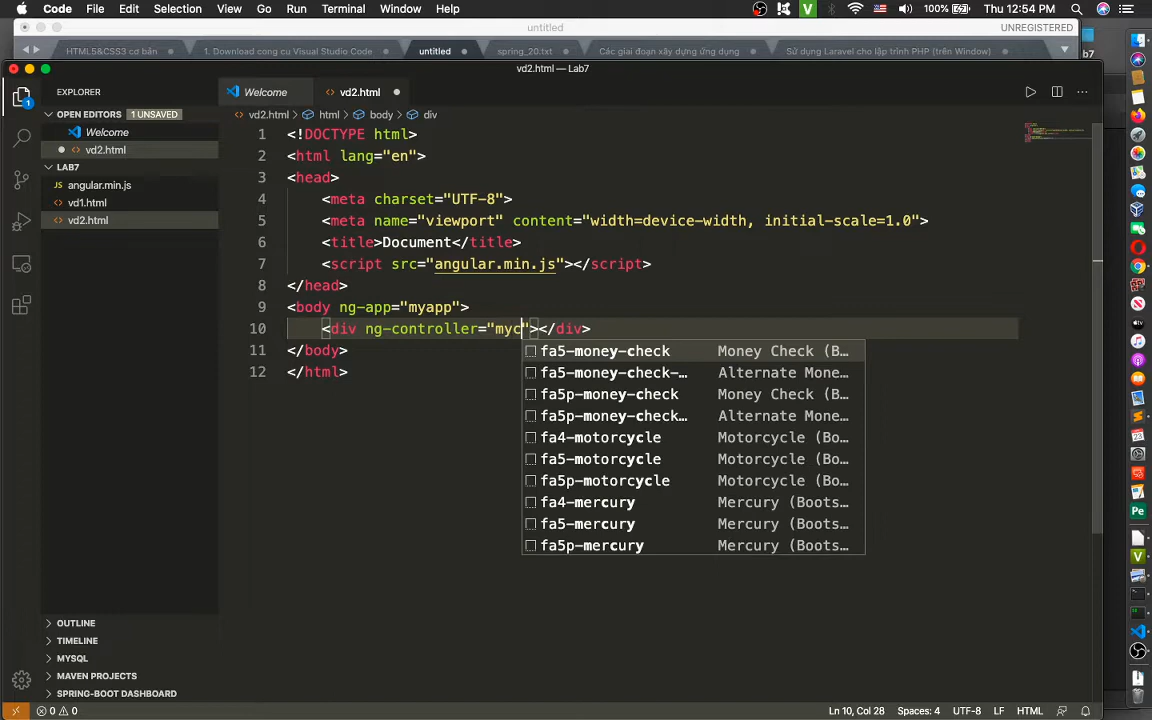 Code File Edit Selection View Go Run Terminal Window Help V 100% Thu 12:54 PM
untitled UNREGISTERED
HTML5&CSS3 cơ bản 1. Download cong cu Visual Studio Code untitled spring_20.txt Các giai đoạn xây dựng ứng dụng Sử dụng Laravel cho lập trình PHP (trên Window) b7
vd2.html — Lab7
EXPLORER Welcome vd2.html
OPEN EDITORS 1 UNSAVED vd2.html > html > body > div
Welcome
vd2.html
LAB7
angular.min.js
vd1.html
vd2.html
1 <!DOCTYPE html>
2 <html lang="en">
3 <head>
4 <meta charset="UTF-8">
5 <meta name="viewport" content="width=device-width, initial-scale=1.0">
6 <title>Document</title>
7 <script src="angular.min.js"></script>
8 </head>
9 <body ng-app="myapp">
10 <div ng-controller="myc"></div>
11 </body>
12 </html>
fa5-money-check Money Check (B…
fa5-money-check-… Alternate Mone…
fa5p-money-check Money Check (B…
fa5p-money-check… Alternate Mone…
fa4-motorcycle Motorcycle (Bo…
fa5-motorcycle Motorcycle (Bo…
fa5p-motorcycle Motorcycle (Bo…
fa4-mercury Mercury (Boots…
fa5-mercury Mercury (Boots…
fa5p-mercury Mercury (Boots…
OUTLINE
TIMELINE
MYSQL
MAVEN PROJECTS
SPRING-BOOT DASHBOARD
0 0 Ln 10, Col 28 Spaces: 4 UTF-8 LF HTML